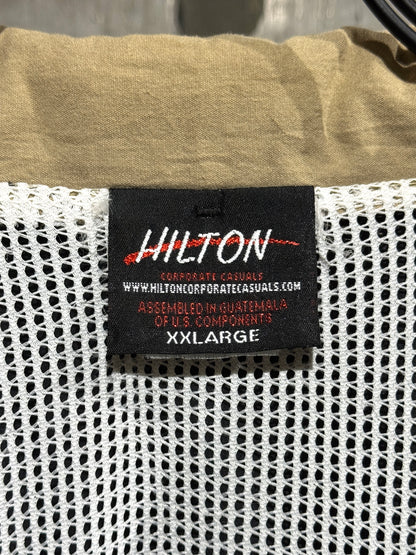 HILTON
CORPORATE CASUALS
WWW.HILTONCORPORATECASUALS.COM
ASSEMBLED IN GUATEMALA
OF U.S. COMPONENTS
XXLARGE